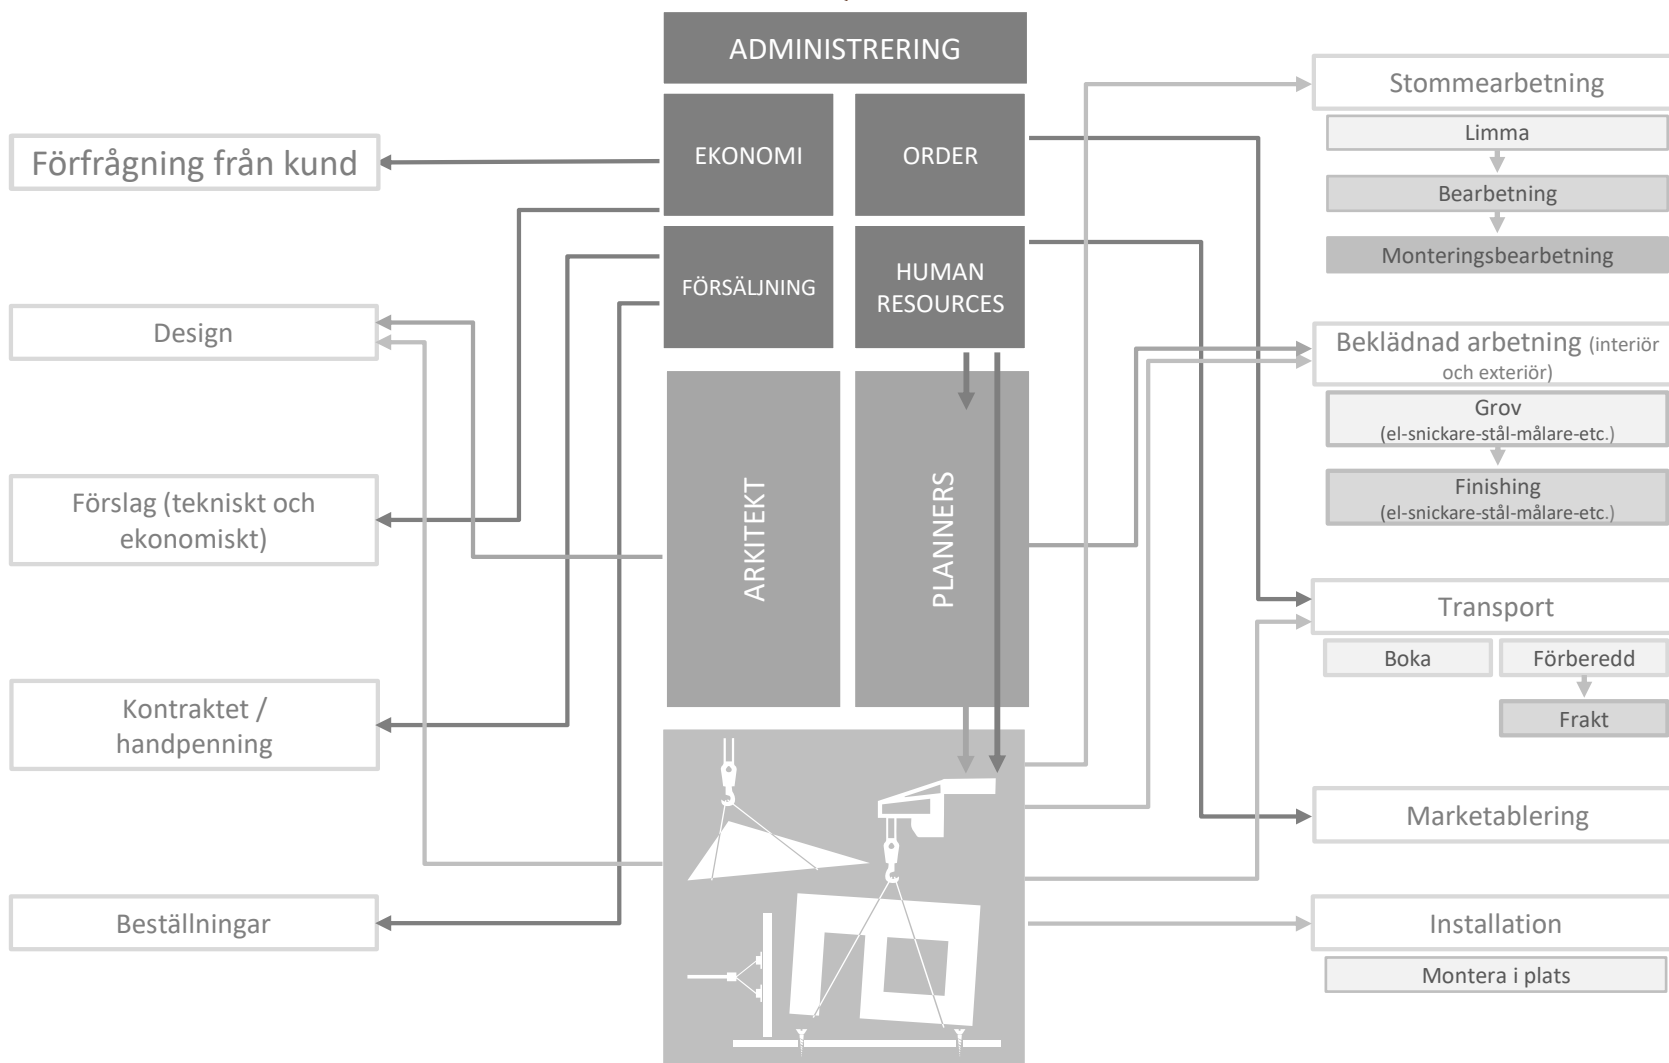 ADMINISTRERING
EKONOMI
ORDER
FÖRSÄLJNING
HUMAN
RESOURCES
ARKITEKT
PLANNERS
Förfrågning från kund
Design
Förslag (tekniskt och
ekonomiskt)
Kontraktet /
handpenning
Beställningar
Stommearbetning
Limma
Bearbetning
Monteringsbearbetning
Beklädnad arbetning (interiör
och exteriör)
Grov
(el-snickare-stål-målare-etc.)
Finishing
(el-snickare-stål-målare-etc.)
Transport
Boka
Förberedd
Frakt
Marketablering
Installation
Montera i plats